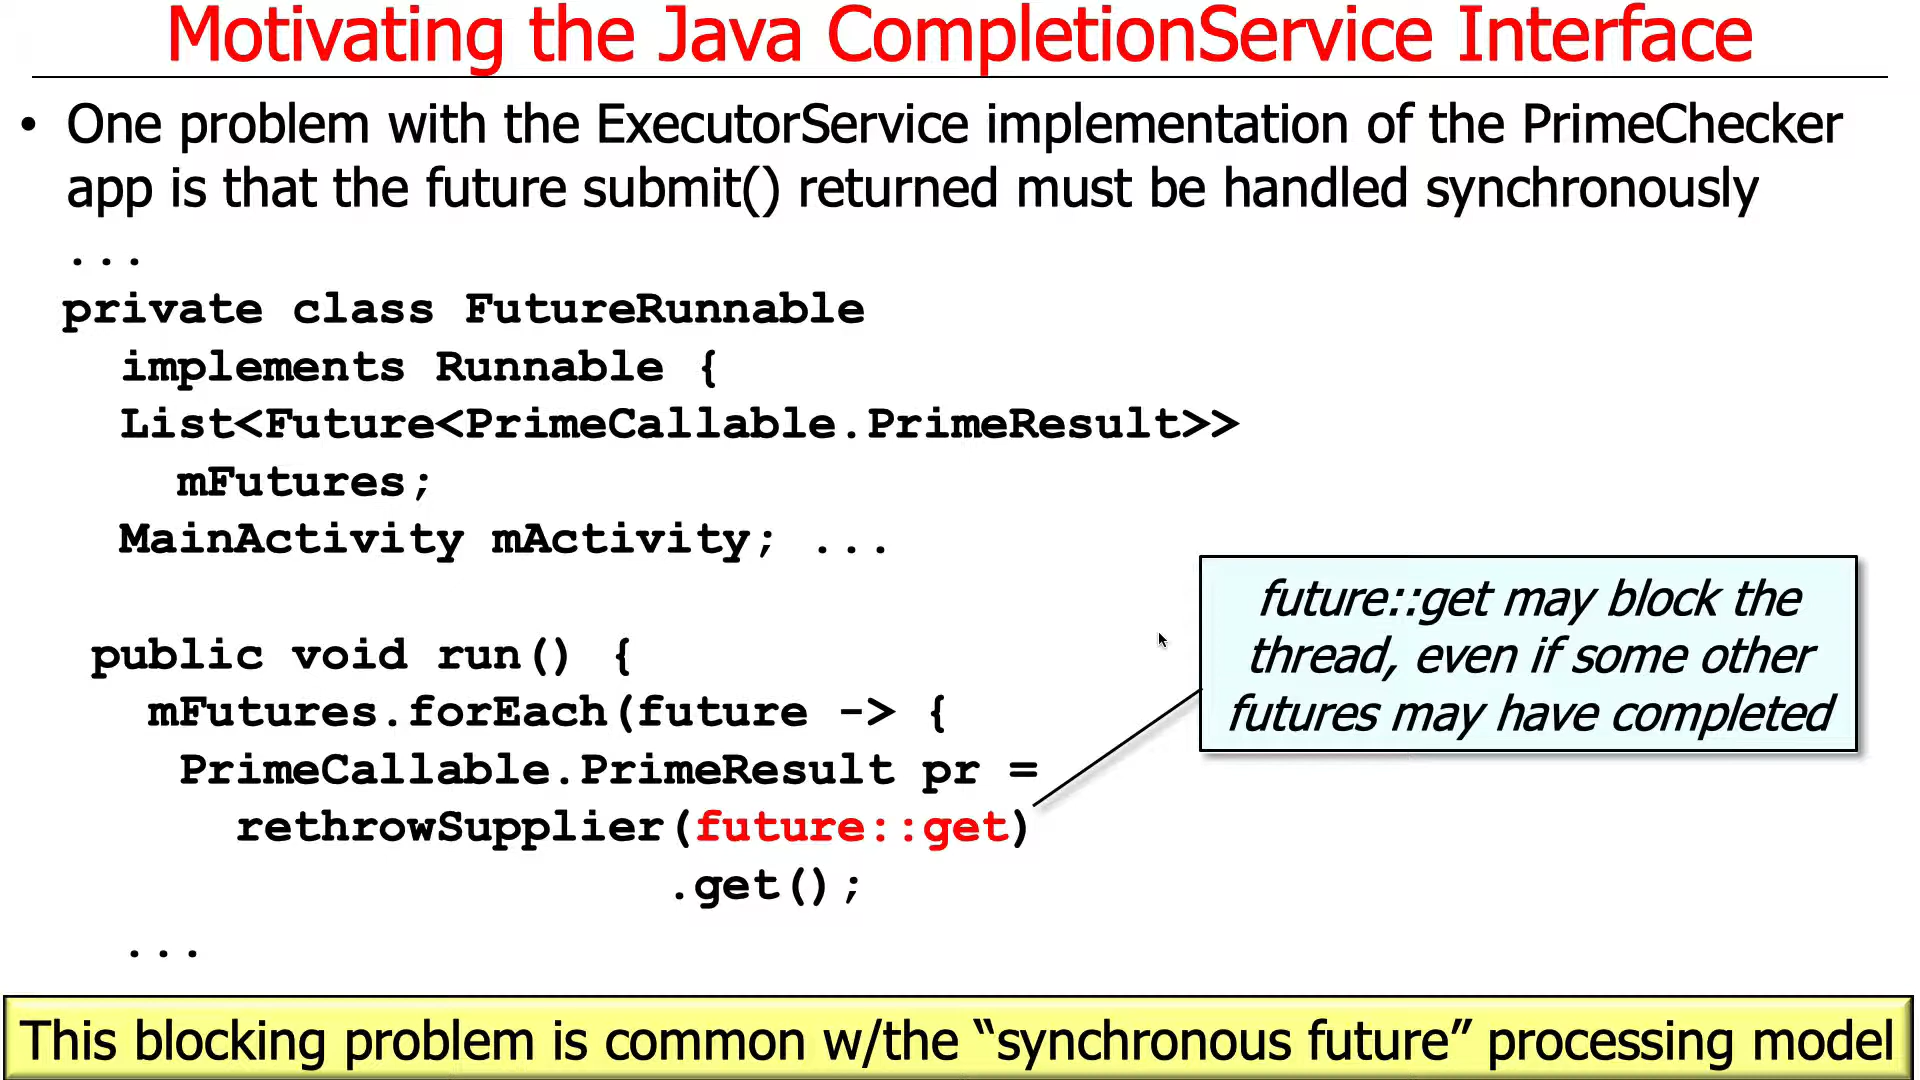 Motivating the Java CompletionService Interface
• One problem with the ExecutorService implementation of the PrimeChecker
app is that the future submit() returned must be handled synchronously
...
private class FutureRunnable
implements Runnable {
List<Future<PrimeCallable.PrimeResult>>
mFutures;
MainActivity mActivity; ...
public void run() {
mFutures.forEach(future -> {
PrimeCallable.PrimeResult pr =
rethrowSupplier(future::get)
.get();
...
future::get may block the
thread, even if some other
futures may have completed
This blocking problem is common w/the “synchronous future” processing model